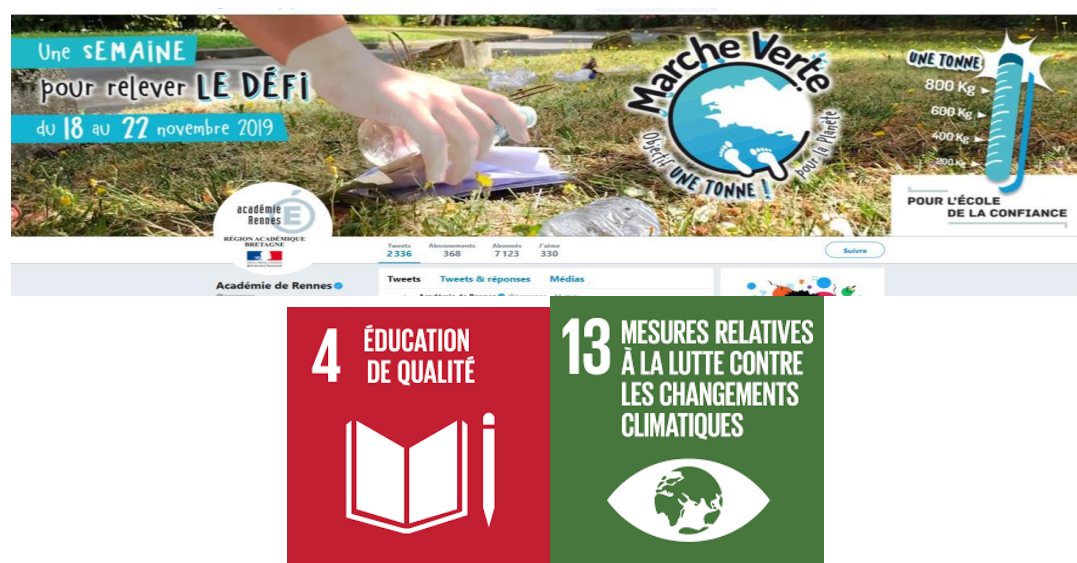 Une SEMAINE
pour relever LE DÉFI
du 18 au 22 novembre 2019
Marche Verte
Objectif UNE TONNE !
pour la Planète
UNE TONNE
800 Kg
600 Kg
400 Kg
200 Kg
POUR L'ÉCOLE
DE LA CONFIANCE
académie
Rennes
RÉGION ACADÉMIQUE
BRETAGNE
Tweets Abonnements Abonnés J'aime
2 336 368 7 123 330
Suivre
Académie de Rennes
Tweets Tweets & réponses Médias
Académie de Rennes
4 ÉDUCATION
DE QUALITÉ
13 MESURES RELATIVES
À LA LUTTE CONTRE
LES CHANGEMENTS
CLIMATIQUES